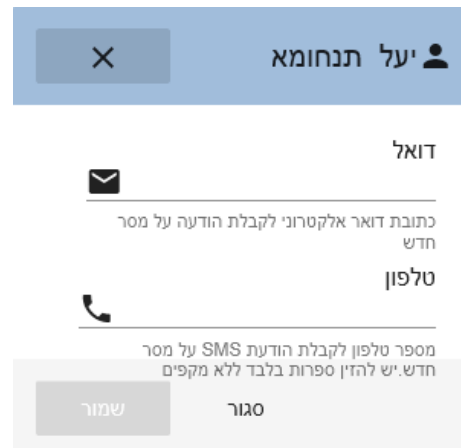 יעל תנחומא
דואל
כתובת דואר אלקטרוני לקבלת הודעה על מסר
חדש
טלפון
מספר טלפון לקבלת הודעת SMS על מסר
חדש.יש להזין ספרות בלבד ללא מקפים
סגור
שמור